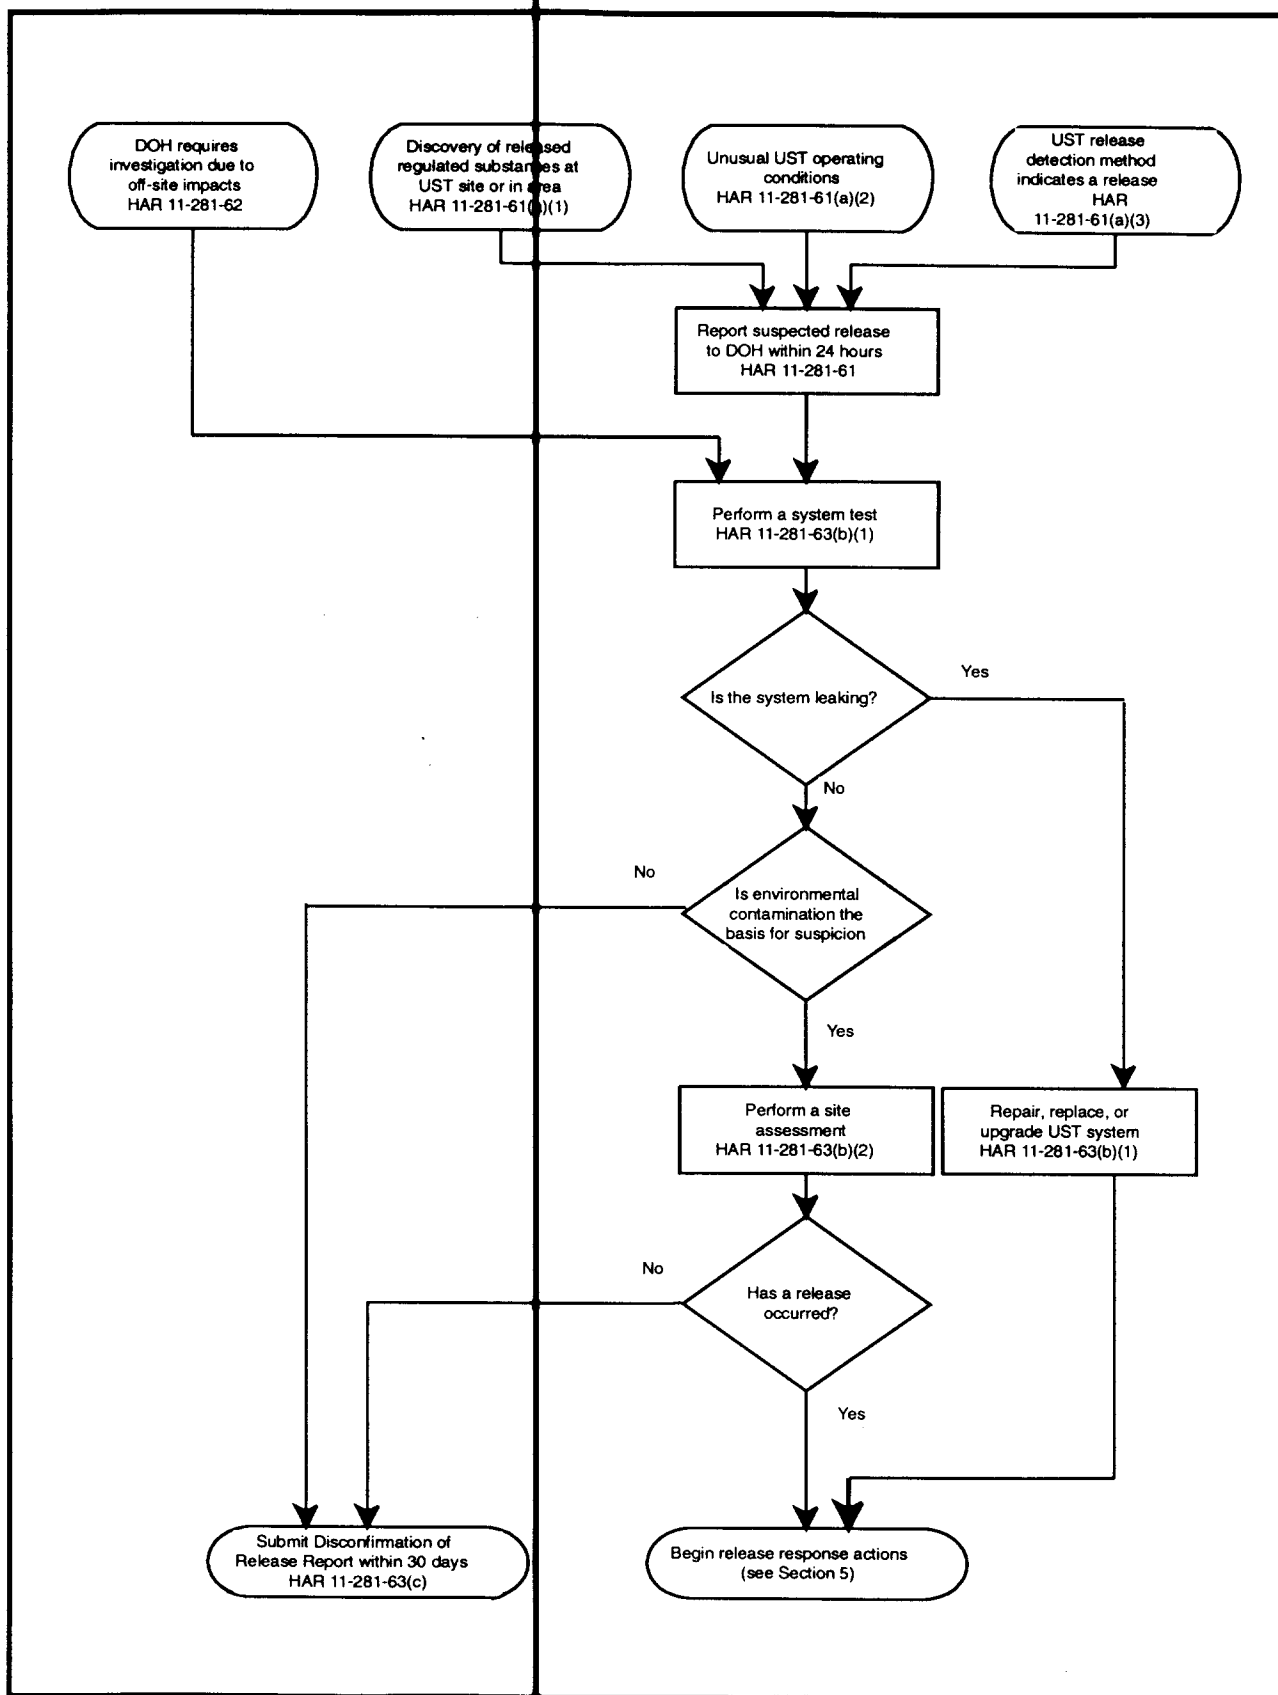 DOH requires
investigation due to
off-site impacts
HAR 11-281-62
Discovery of released
regulated substances at
UST site or in area
HAR 11-281-61(a)(1)
Unusual UST operating
conditions
HAR 11-281-61(a)(2)
UST release
detection method
indicates a release
HAR
11-281-61(a)(3)
Report suspected release
to DOH within 24 hours
HAR 11-281-61
Perform a system test
HAR 11-281-63(b)(1)
Is the system leaking?
Yes
No
Is environmental
contamination the
basis for suspicion
No
Yes
Perform a site
assessment
HAR 11-281-63(b)(2)
Repair, replace, or
upgrade UST system
HAR 11-281-63(b)(1)
Has a release
occurred?
No
Yes
Submit Disconfirmation of
Release Report within 30 days
HAR 11-281-63(c)
Begin release response actions
(see Section 5)